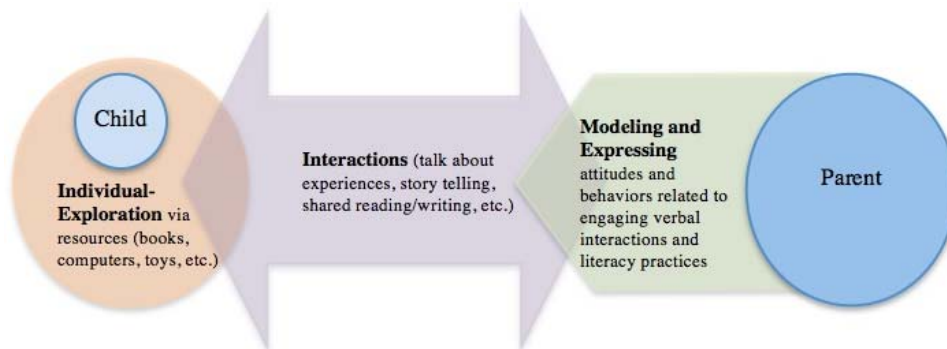 Child
Individual-
Exploration via
resources (books,
computers, toys, etc.)
Interactions (talk about
experiences, story telling,
shared reading/writing, etc.)
Modeling and
Expressing
attitudes and
behaviors related to
engaging verbal
interactions and
literacy practices
Parent